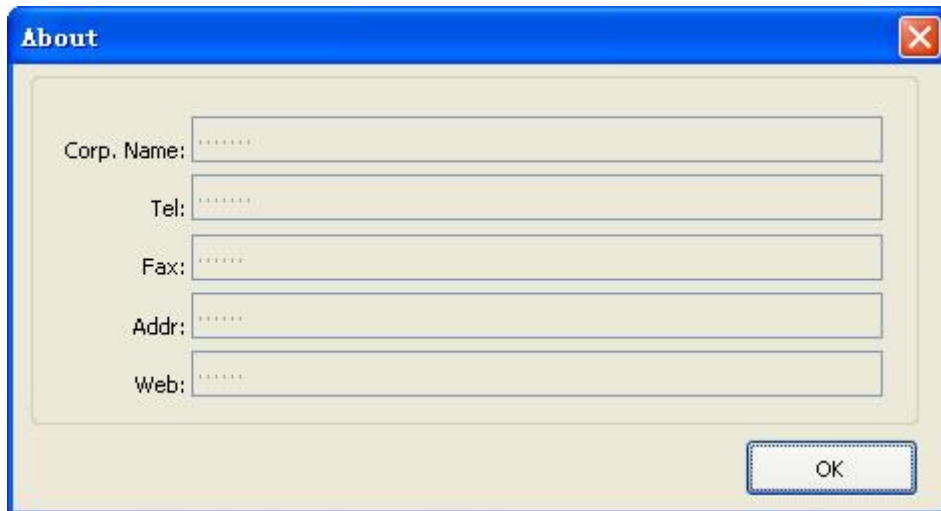 About
Corp. Name: .......
Tel: .......
Fax: ......
Addr: ......
Web: ......
OK